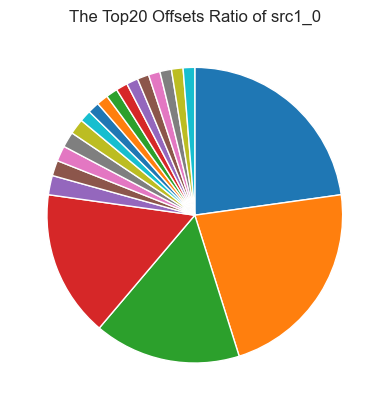 The Top20 Offsets Ratio of src1_0